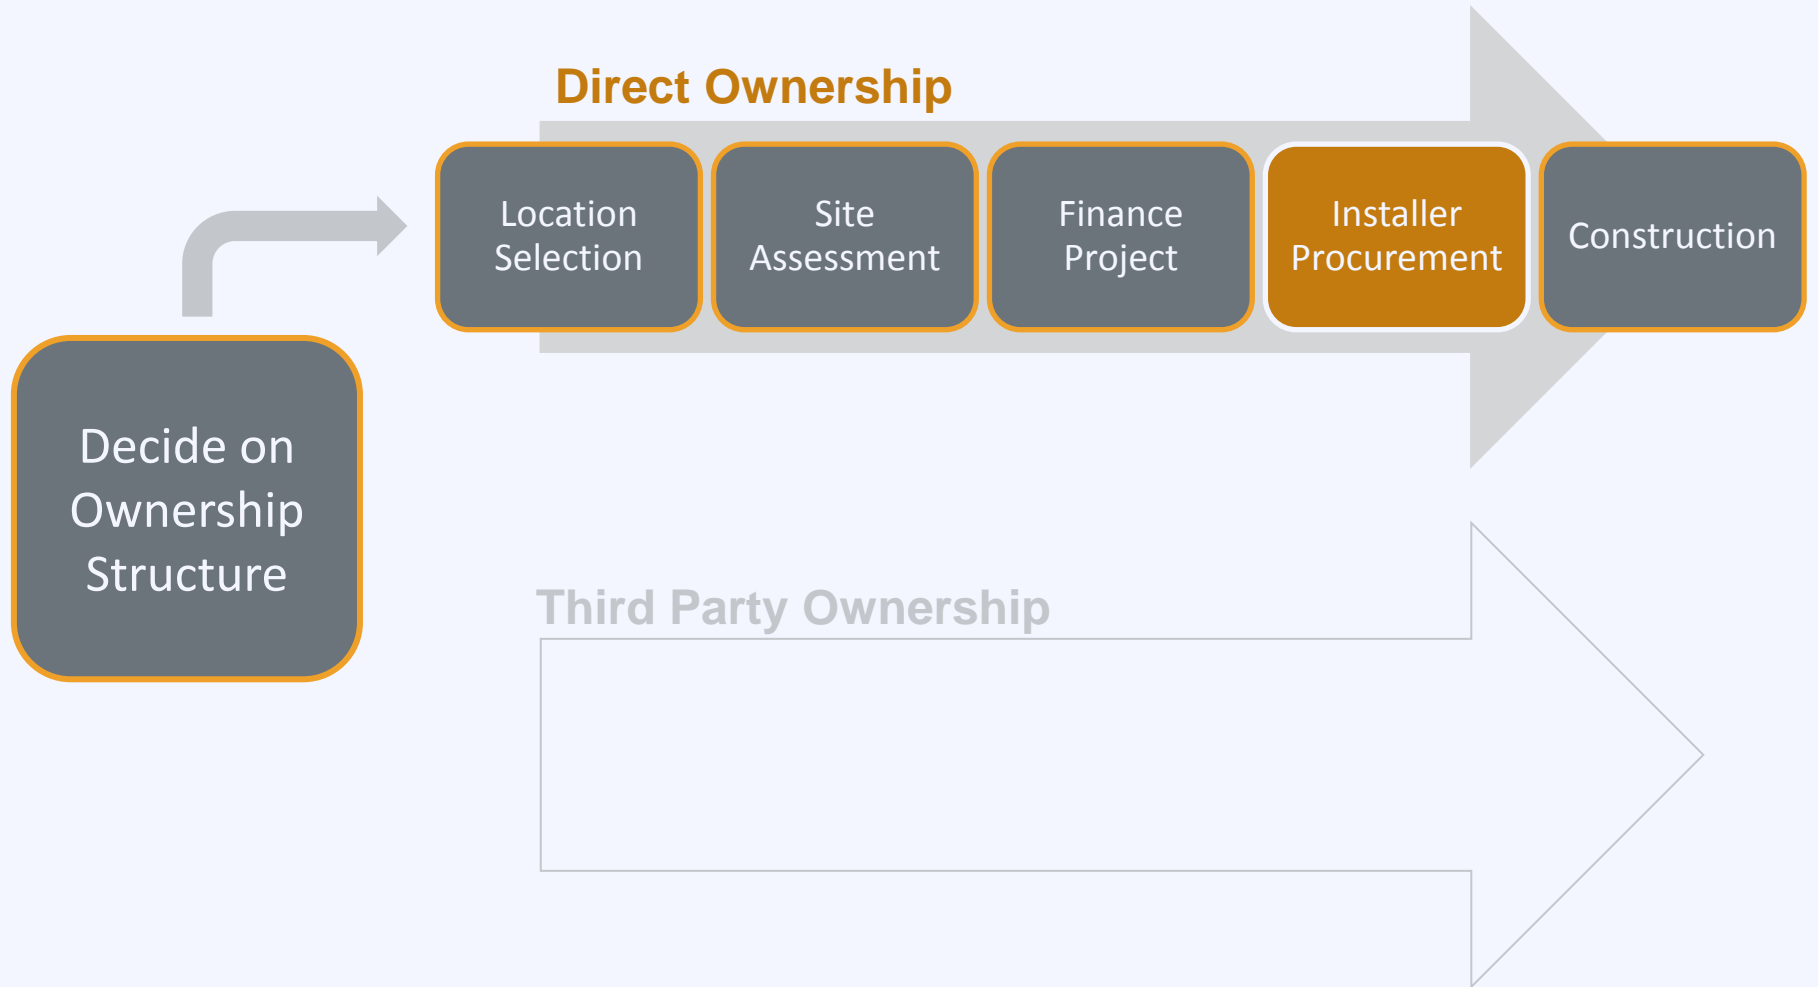 Direct Ownership
Location
Selection
Site
Assessment
Finance
Project
Installer
Procurement
Construction
Decide on
Ownership
Structure
Third Party Ownership